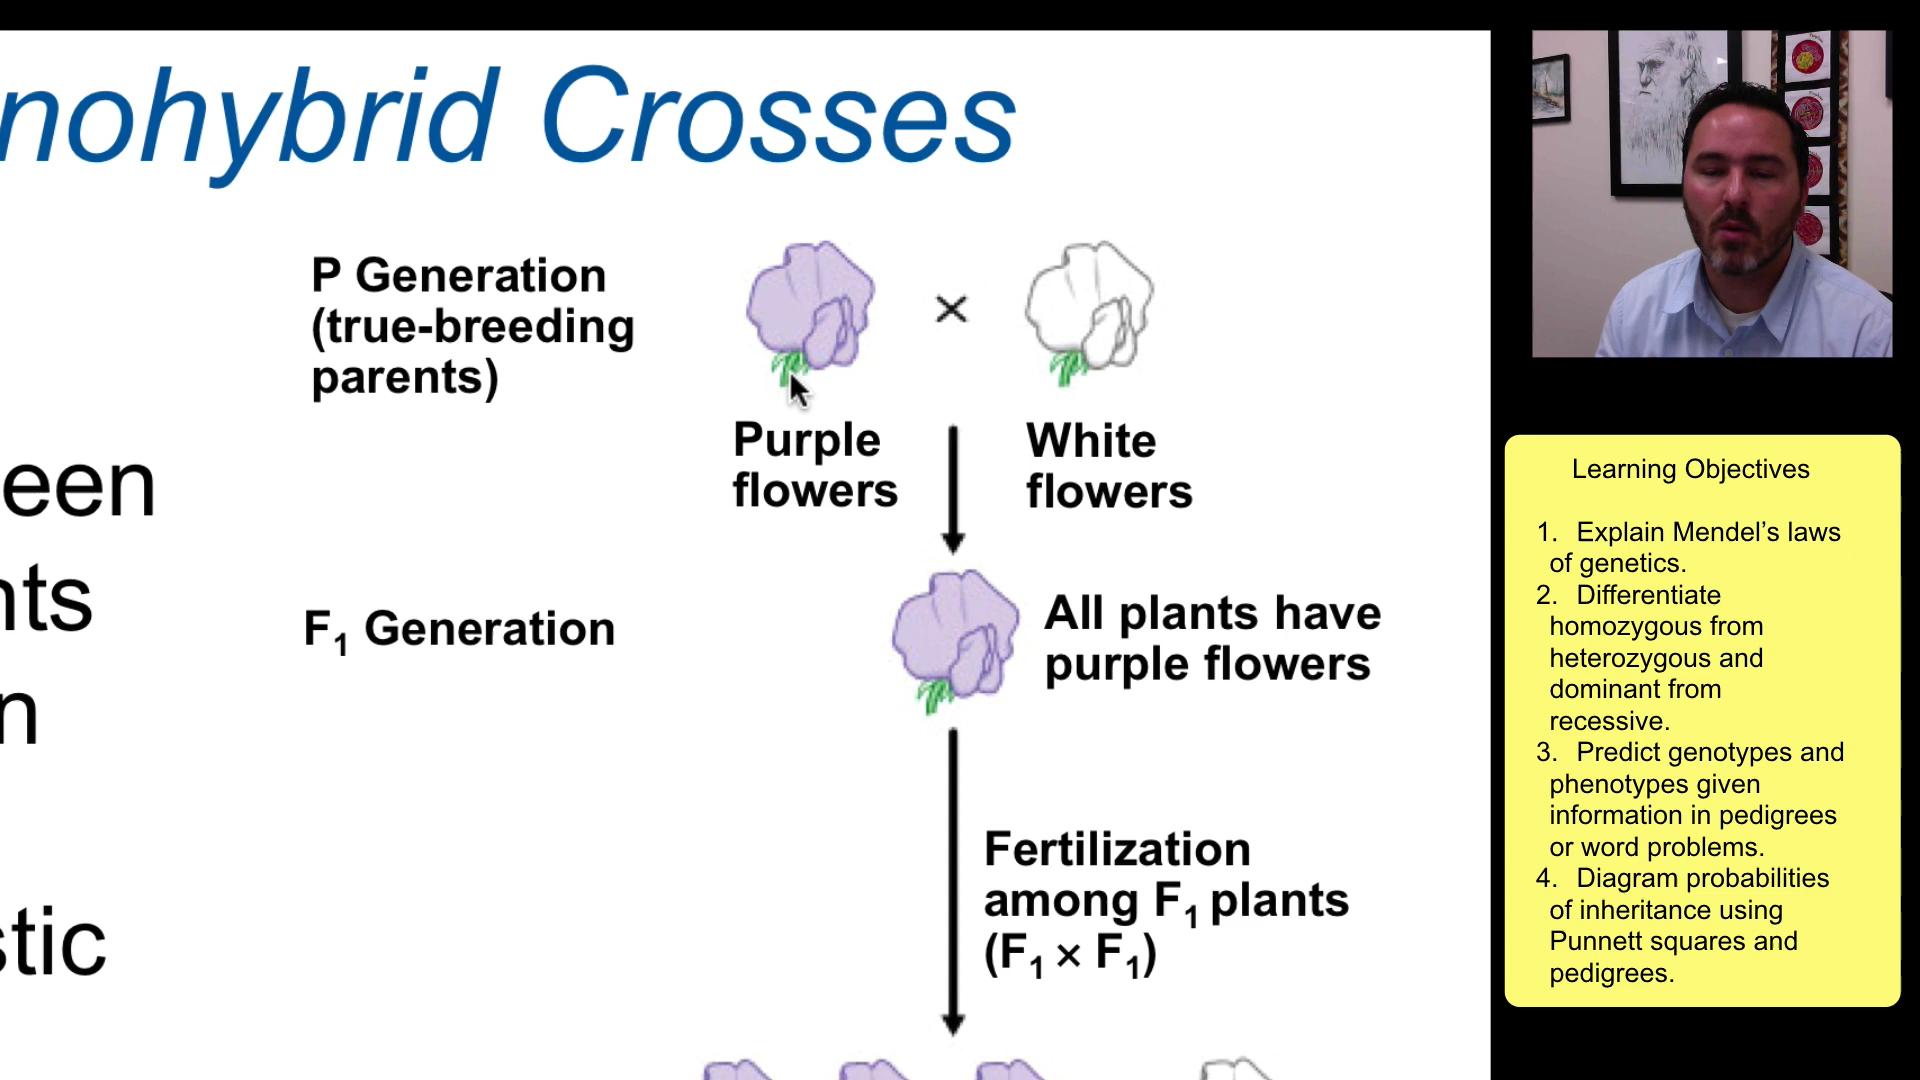 nohybrid Crosses
P Generation
(true-breeding
parents)
×
Purple
flowers
White
flowers
een
nts
n
stic
F₁ Generation
All plants have
purple flowers
Fertilization
among F₁ plants
(F₁ × F₁)
Learning Objectives
1. Explain Mendel’s laws
of genetics.
2. Differentiate
homozygous from
heterozygous and
dominant from
recessive.
3. Predict genotypes and
phenotypes given
information in pedigrees
or word problems.
4. Diagram probabilities
of inheritance using
Punnett squares and
pedigrees.